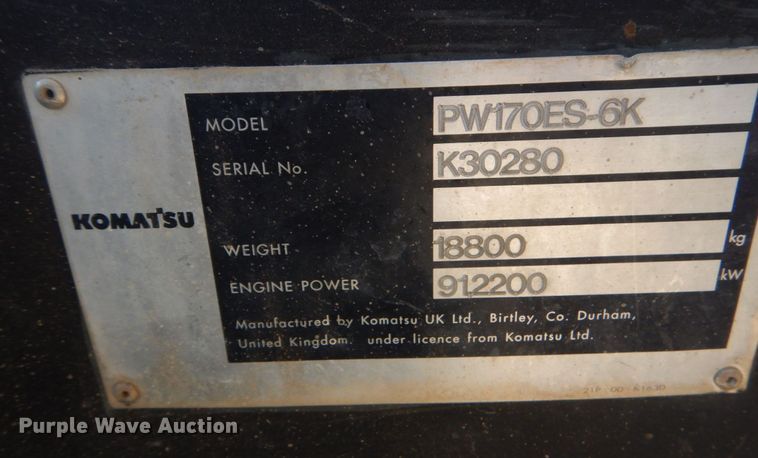 MODEL PW170ES-6K
SERIAL No. K30280
KOMATSU
WEIGHT 18800 kg
ENGINE POWER 912200 kW
Manufactured by Komatsu UK Ltd., Birtley, Co. Durham,
United Kingdom under licence from Komatsu Ltd.
Purple Wave Auction